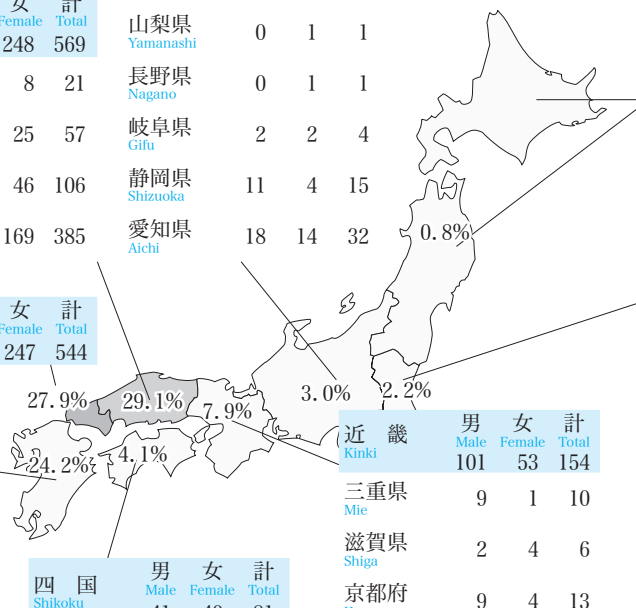 女 計
Female Total
248 569
8 21
25 57
46 106
169 385
山梨県 0 1 1
Yamanashi
長野県 0 1 1
Nagano
岐阜県 2 2 4
Gifu
静岡県 11 4 15
Shizuoka
愛知県 18 14 32
Aichi
0.8%
女 計
Female Total
247 544
27.9%
29.1%
7.9%
3.0%
2.2%
24.2%
4.1%
近畿 男 女 計
Kinki Male Female Total
101 53 154
三重県 9 1 10
Mie
滋賀県 2 4 6
Shiga
京都府 9 4 13
四国 男 女 計
Shikoku Male Female Total